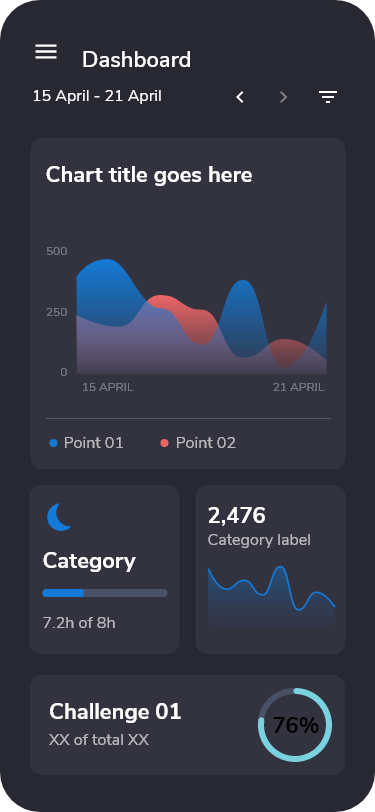 Dashboard
15 April - 21 April
Chart title goes here
500
250
0
15 APRIL 21 APRIL
Point 01 Point 02
Category
7.2h of 8h
2,476
Category label
Challenge 01
XX of total XX
76%